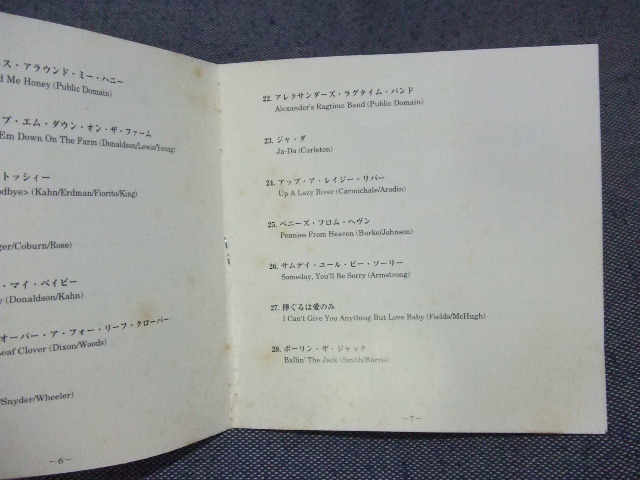 ス・アラウンド・ミー・ハニー
d Me Honey (Public Domain)
プ・エム・ダウン・オン・ザ・ファーム
'Em Down On The Farm (Donaldson/Lewis/Young)
トゥシィー
dbye> (Kahn/Erdman/Fiorito/King)
ger/Coburn/Rose)
・マイ・ベイビー
y (Donaldson/Kahn)
オーバー・ア・フォー・リーフ・クローバー
eaf Clover (Dixon/Woods)
/Snyder/Wheeler)
－6－
22. アレクサンダーズ・ラグタイム・バンド
Alexander's Ragtime Band (Public Domain)
23. ジャ・ダ
Ja-Da (Carleton)
24. アップ・ア・レイジー・リバー
Up A Lazy River (Carmichale/Arodin)
25. ペニーズ・フロム・ヘヴン
Pennies From Heaven (Burke/Johnson)
26. サムデイ・ユール・ビー・ソーリー
Someday, You'll Be Sorry (Armstrong)
27. 捧ぐるは愛のみ
I Can't Give You Anything But Love Baby (Fields/McHugh)
28. ボーリン・ザ・ジャック
Ballin' The Jack (Smith/Burris)
－7－